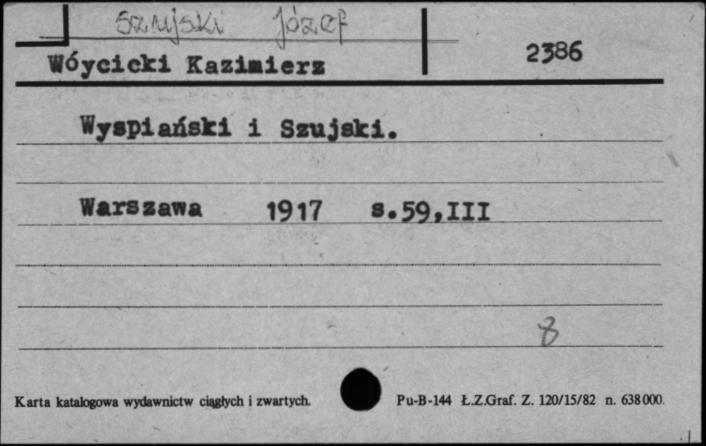 Szujski Józef
Wóycicki Kazimierz 2386
Wyspiański i Szujski.
Warszawa 1917 s.59,III
8
Karta katalogowa wydawnictw ciągłych i zwartych. Pu-B-144 Ł.Z.Graf. Z. 120/15/82 n. 638000.